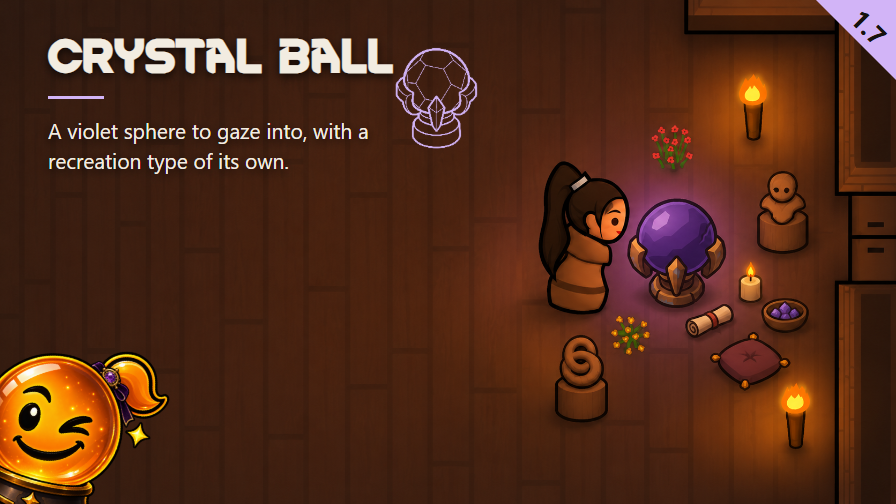 CRYSTAL BALL
1.7
A violet sphere to gaze into, with a
recreation type of its own.